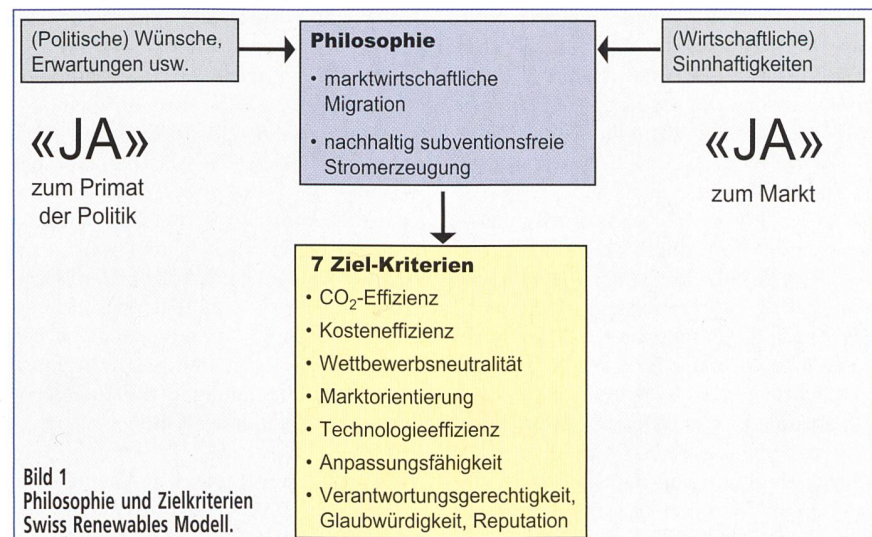 (Politische) Wünsche,
Erwartungen usw.
«JA»
zum Primat
der Politik
Philosophie
• marktwirtschaftliche
Migration
• nachhaltig subventionsfreie
Stromerzeugung
(Wirtschaftliche)
Sinnhaftigkeiten
«JA»
zum Markt
7 Ziel-Kriterien
• CO₂-Effizienz
• Kosteneffizienz
• Wettbewerbsneutralität
• Marktorientierung
• Technologieeffizienz
• Anpassungsfähigkeit
• Verantwortungsgerechtigkeit,
Glaubwürdigkeit, Reputation
Bild 1
Philosophie und Zielkriterien
Swiss Renewables Modell.